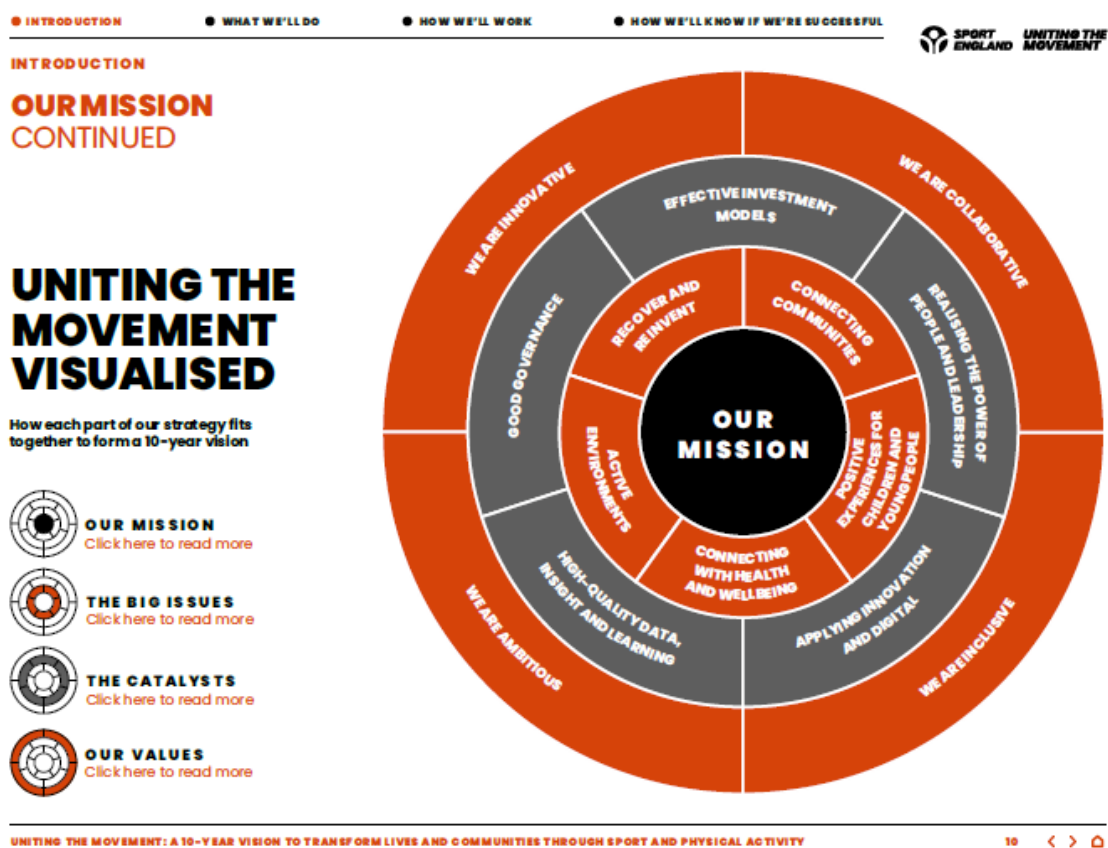 INTRODUCTION
WHAT WE'LL DO
HOW WE'LL WORK
HOW WE'LL KNOW IF WE'RE SUCCESSFUL
SPORT
ENGLAND
UNITING THE
MOVEMENT
INTRODUCTION
OUR MISSION
CONTINUED
UNITING THE
MOVEMENT
VISUALISED
How each part of our strategy fits
together to form a 10-year vision
OUR MISSION
Click here to read more
THE BIG ISSUES
Click here to read more
THE CATALYSTS
Click here to read more
OUR VALUES
Click here to read more
WE ARE INNOVATIVE
WE ARE COLLABORATIVE
WE ARE INCLUSIVE
WE ARE AMBITIOUS
EFFECTIVE INVESTMENT
MODELS
REALISING THE POWER OF
PEOPLE AND LEADERSHIP
APPLYING INNOVATION
AND DIGITAL
HIGH-QUALITY DATA,
INSIGHT AND LEARNING
GOOD GOVERNANCE
RECOVER AND
REINVENT
CONNECTING
COMMUNITIES
POSITIVE
EXPERIENCES FOR
CHILDREN AND
YOUNG PEOPLE
CONNECTING
WITH HEALTH
AND WELLBEING
ACTIVE
ENVIRONMENTS
OUR
MISSION
UNITING THE MOVEMENT: A 10-YEAR VISION TO TRANSFORM LIVES AND COMMUNITIES THROUGH SPORT AND PHYSICAL ACTIVITY
10